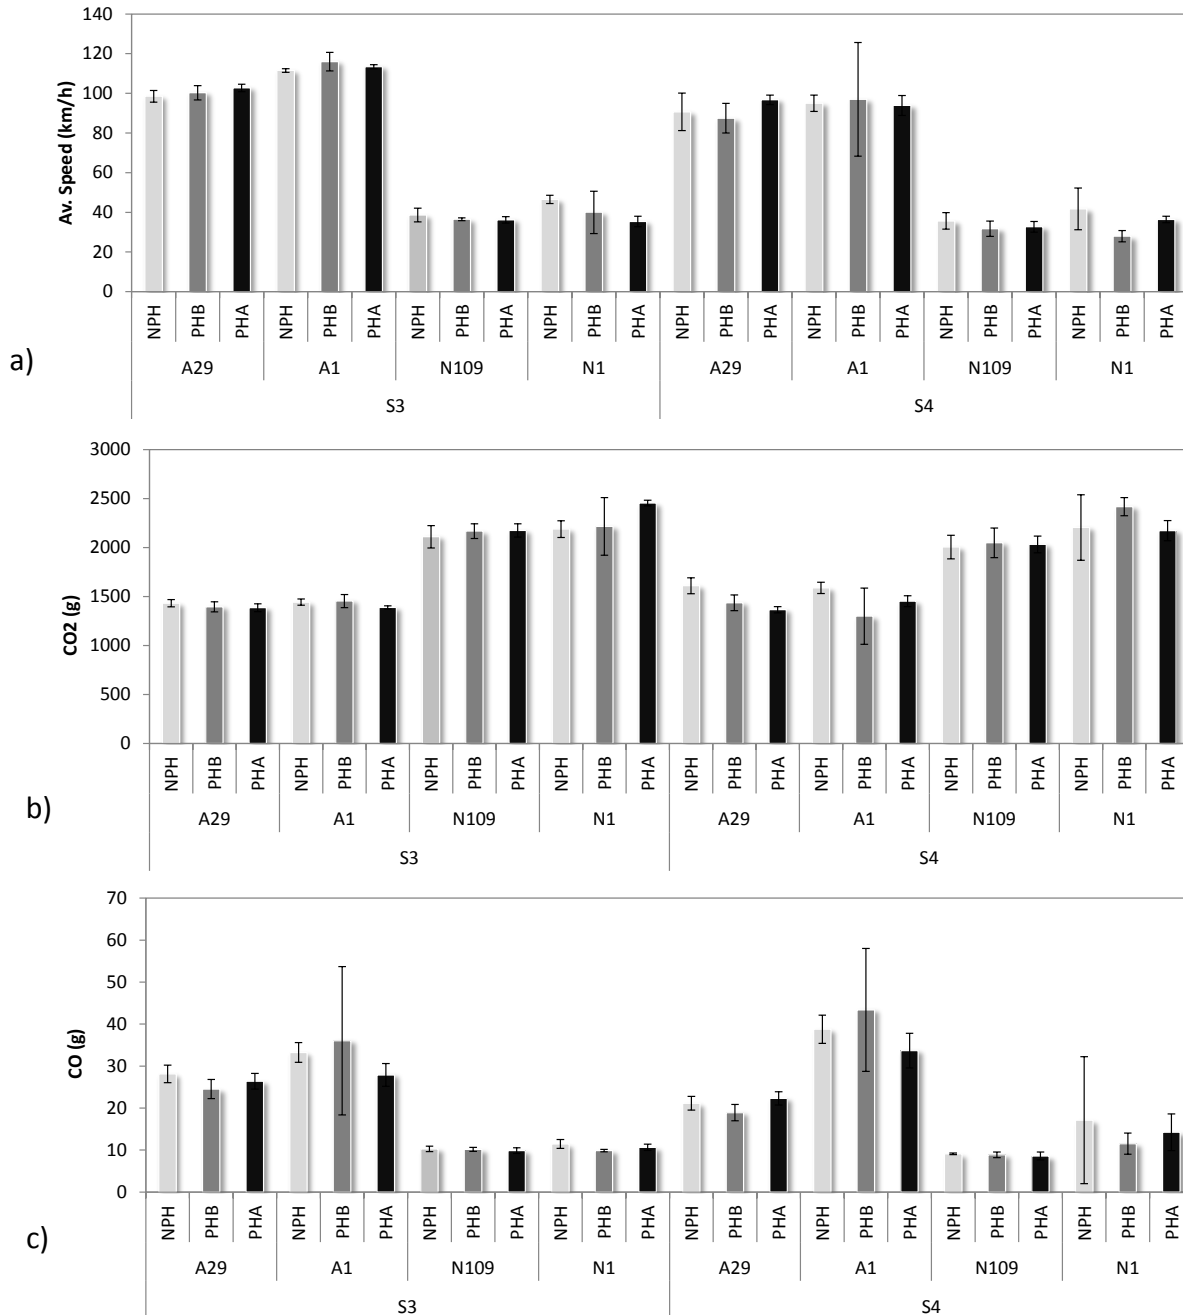 140
120
100
80
60
40
20
0
Av. Speed (km/h)
NPH PHB PHA NPH PHB PHA NPH PHB PHA NPH PHB PHA NPH PHB PHA NPH PHB PHA NPH PHB PHA NPH PHB PHA
a)
A29 A1 N109 N1 A29 A1 N109 N1
S3 S4
3000
2500
2000
1500
1000
500
0
CO2 (g)
NPH PHB PHA NPH PHB PHA NPH PHB PHA NPH PHB PHA NPH PHB PHA NPH PHB PHA NPH PHB PHA NPH PHB PHA
b)
A29 A1 N109 N1 A29 A1 N109 N1
S3 S4
70
60
50
40
30
20
10
0
CO (g)
NPH PHB PHA NPH PHB PHA NPH PHB PHA NPH PHB PHA NPH PHB PHA NPH PHB PHA NPH PHB PHA NPH PHB PHA
c)
A29 A1 N109 N1 A29 A1 N109 N1
S3 S4